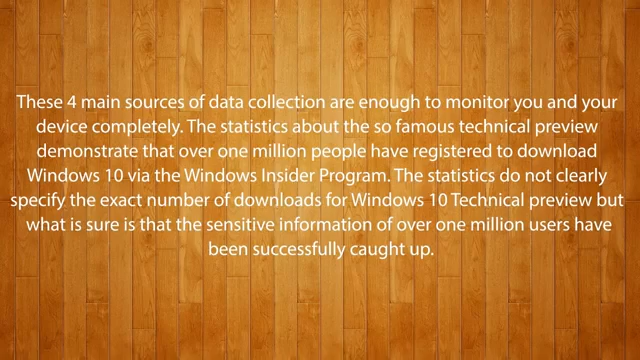 These 4 main sources of data collection are enough to monitor you and your
device completely. The statistics about the so famous technical preview
demonstrate that over one million people have registered to download
Windows 10 via the Windows Insider Program. The statistics do not clearly
specify the exact number of downloads for Windows 10 Technical preview but
what is sure is that the sensitive information of over one million users have
been successfully caught up.